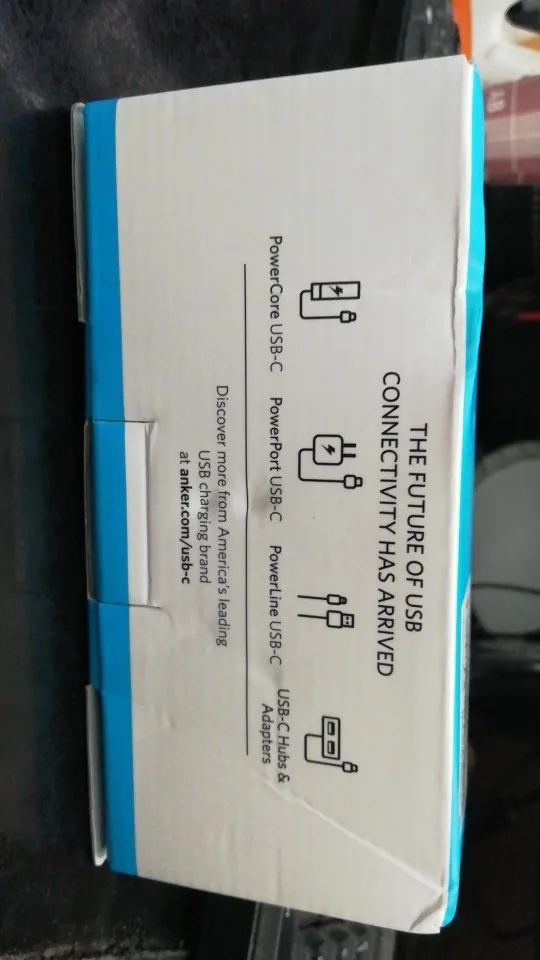 THE FUTURE OF USB
CONNECTIVITY HAS ARRIVED
PowerCore USB-C
PowerPort USB-C
PowerLine USB-C
USB-C Hubs &
Adapters
Discover more from America's leading
USB charging brand
at anker.com/usb-c